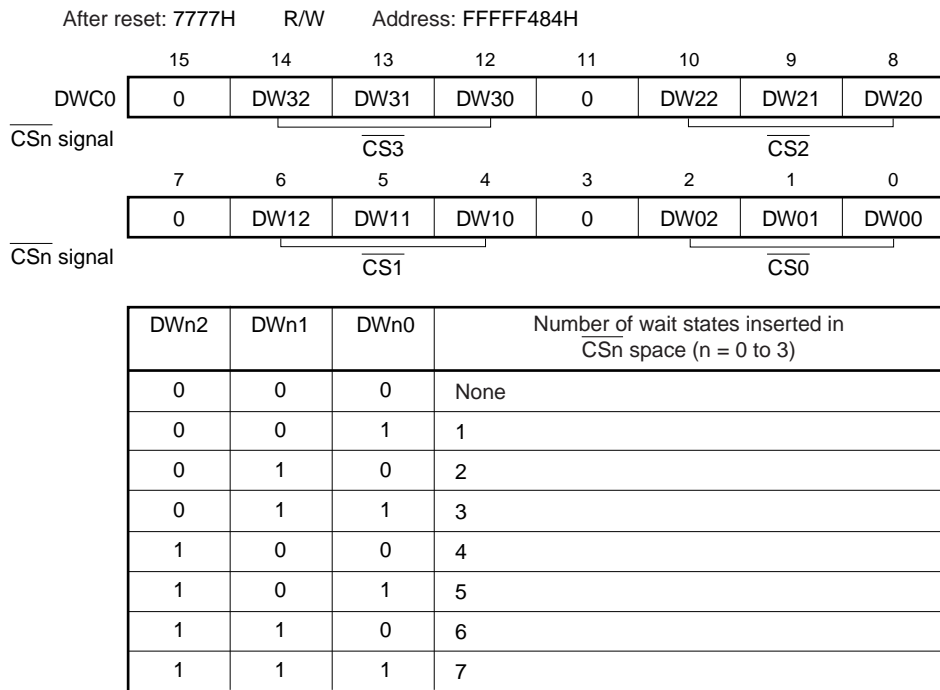 After reset: 7777H R/W Address: FFFFF484H
15 14 13 12 11 10 9 8
DWC0 0 DW32 DW31 DW30 0 DW22 DW21 DW20
CSn signal CS3 CS2
7 6 5 4 3 2 1 0
0 DW12 DW11 DW10 0 DW02 DW01 DW00
CSn signal CS1 CS0
DWn2 DWn1 DWn0 Number of wait states inserted in
CSn space (n = 0 to 3)
0 0 0 None
0 0 1 1
0 1 0 2
0 1 1 3
1 0 0 4
1 0 1 5
1 1 0 6
1 1 1 7